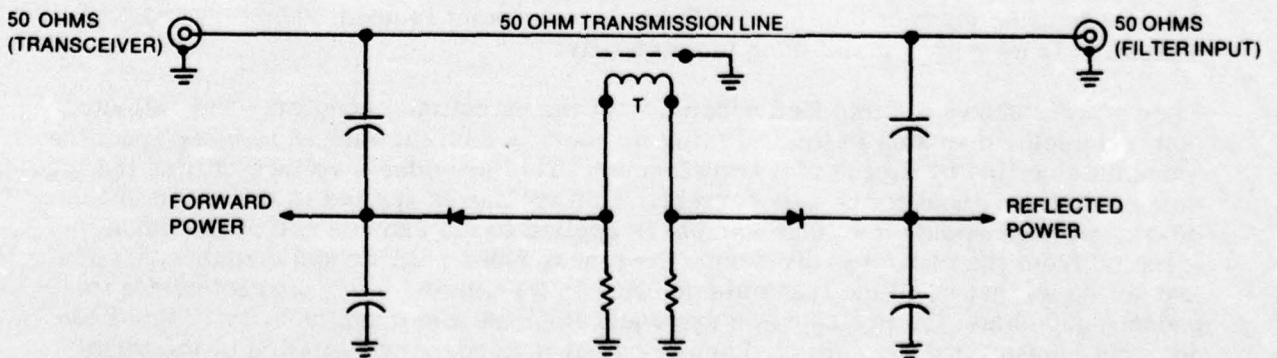 50 OHMS
(TRANSCEIVER)
50 OHM TRANSMISSION LINE
50 OHMS
(FILTER INPUT)
T
FORWARD
POWER
REFLECTED
POWER